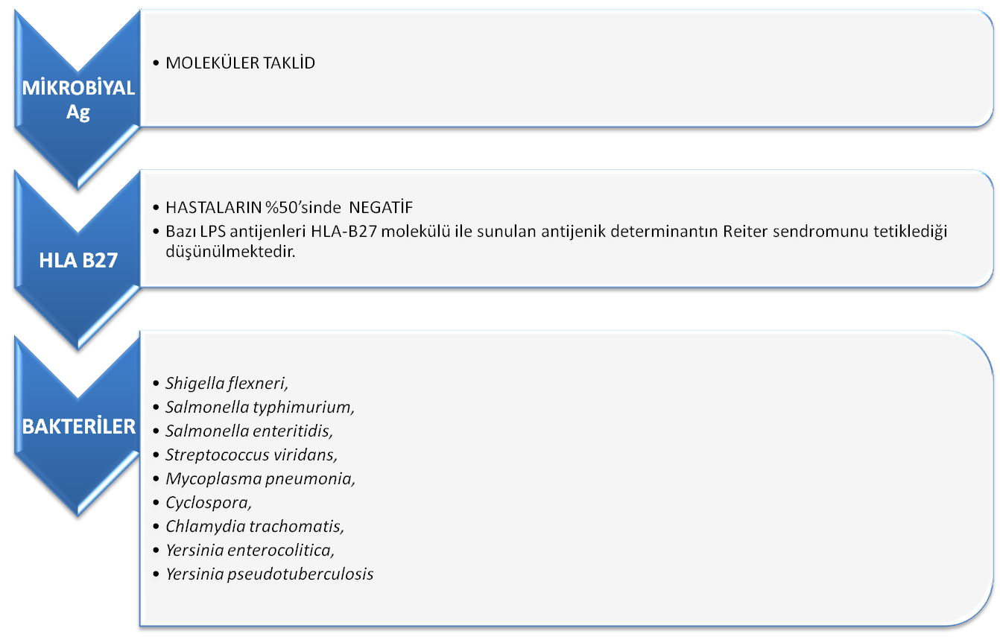 MİKROBİYAL
Ag
• MOLEKÜLER TAKLİD
HLA B27
• HASTALARIN %50’sinde  NEGATİF
• Bazı LPS antijenleri HLA-B27 molekülü ile sunulan antijenik determinantın Reiter sendromunu tetiklediği
düşünülmektedir.
BAKTERİLER
• Shigella flexneri,
• Salmonella typhimurium,
• Salmonella enteritidis,
• Streptococcus viridans,
• Mycoplasma pneumonia,
• Cyclospora,
• Chlamydia trachomatis,
• Yersinia enterocolitica,
• Yersinia pseudotuberculosis